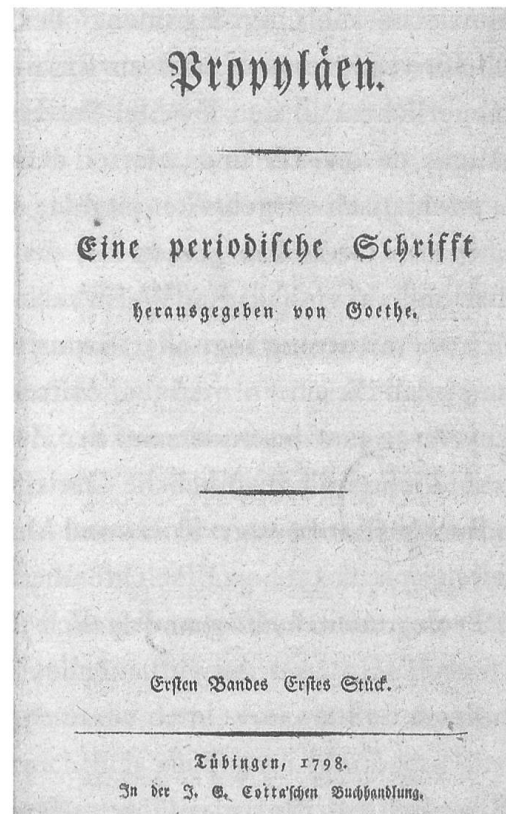 Propyläen.
Eine periodische Schrifft
herausgegeben von Goethe.
Ersten Bandes Erstes Stück.
Tübingen, 1798.
In der J. G. Cotta'schen Buchhandlung.